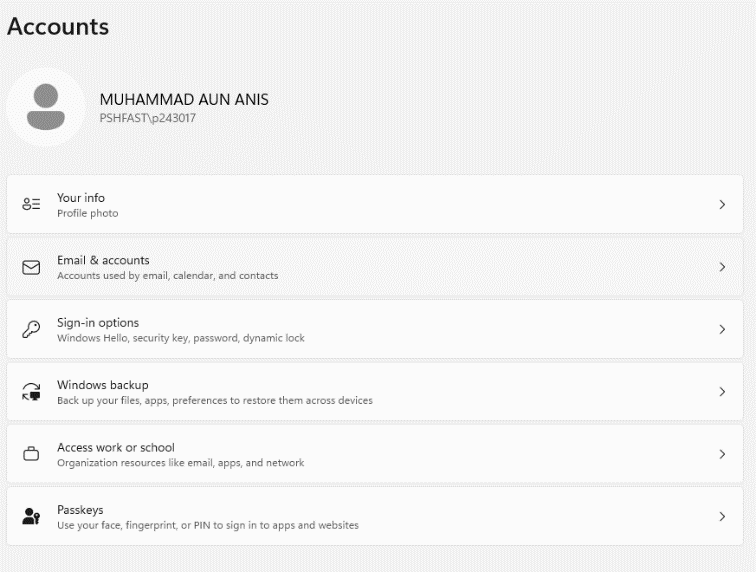 Accounts
MUHAMMAD AUN ANIS
PSHFAST\p243017
Your info
Profile photo
Email & accounts
Accounts used by email, calendar, and contacts
Sign-in options
Windows Hello, security key, password, dynamic lock
Windows backup
Back up your files, apps, preferences to restore them across devices
Access work or school
Organization resources like email, apps, and network
Passkeys
Use your face, fingerprint, or PIN to sign in to apps and websites